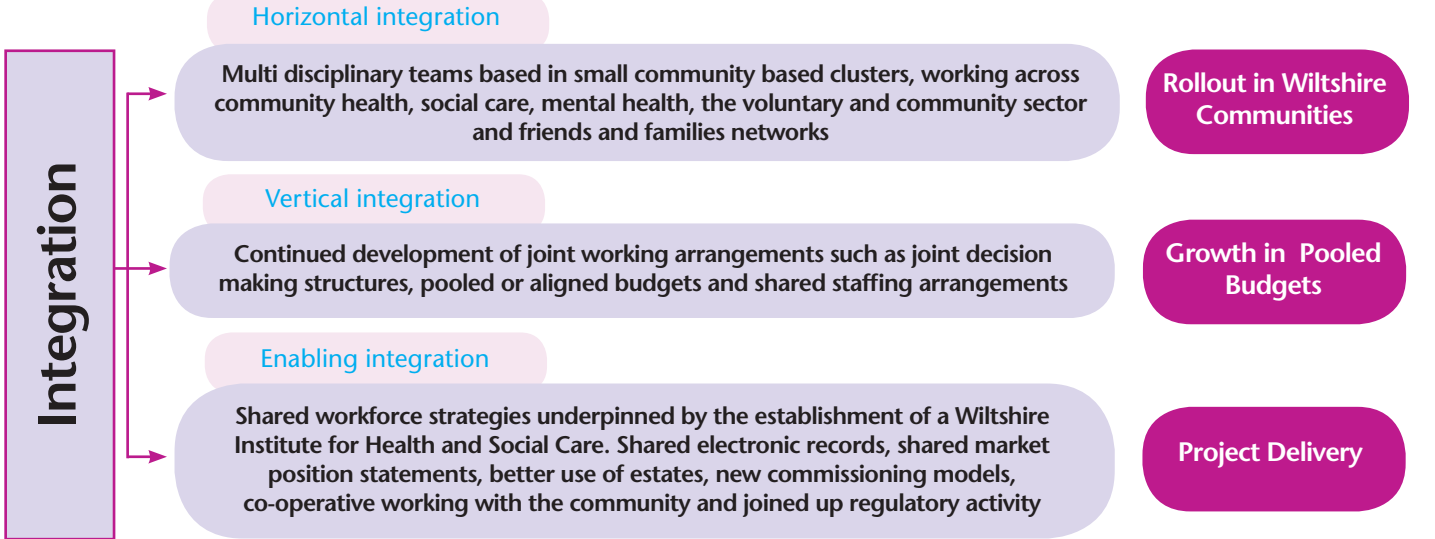 Integration
Horizontal integration
Multi disciplinary teams based in small community based clusters, working across
community health, social care, mental health, the voluntary and community sector
and friends and families networks
Rollout in Wiltshire
Communities
Vertical integration
Continued development of joint working arrangements such as joint decision
making structures, pooled or aligned budgets and shared staffing arrangements
Growth in Pooled
Budgets
Enabling integration
Shared workforce strategies underpinned by the establishment of a Wiltshire
Institute for Health and Social Care. Shared electronic records, shared market
position statements, better use of estates, new commissioning models,
co-operative working with the community and joined up regulatory activity
Project Delivery